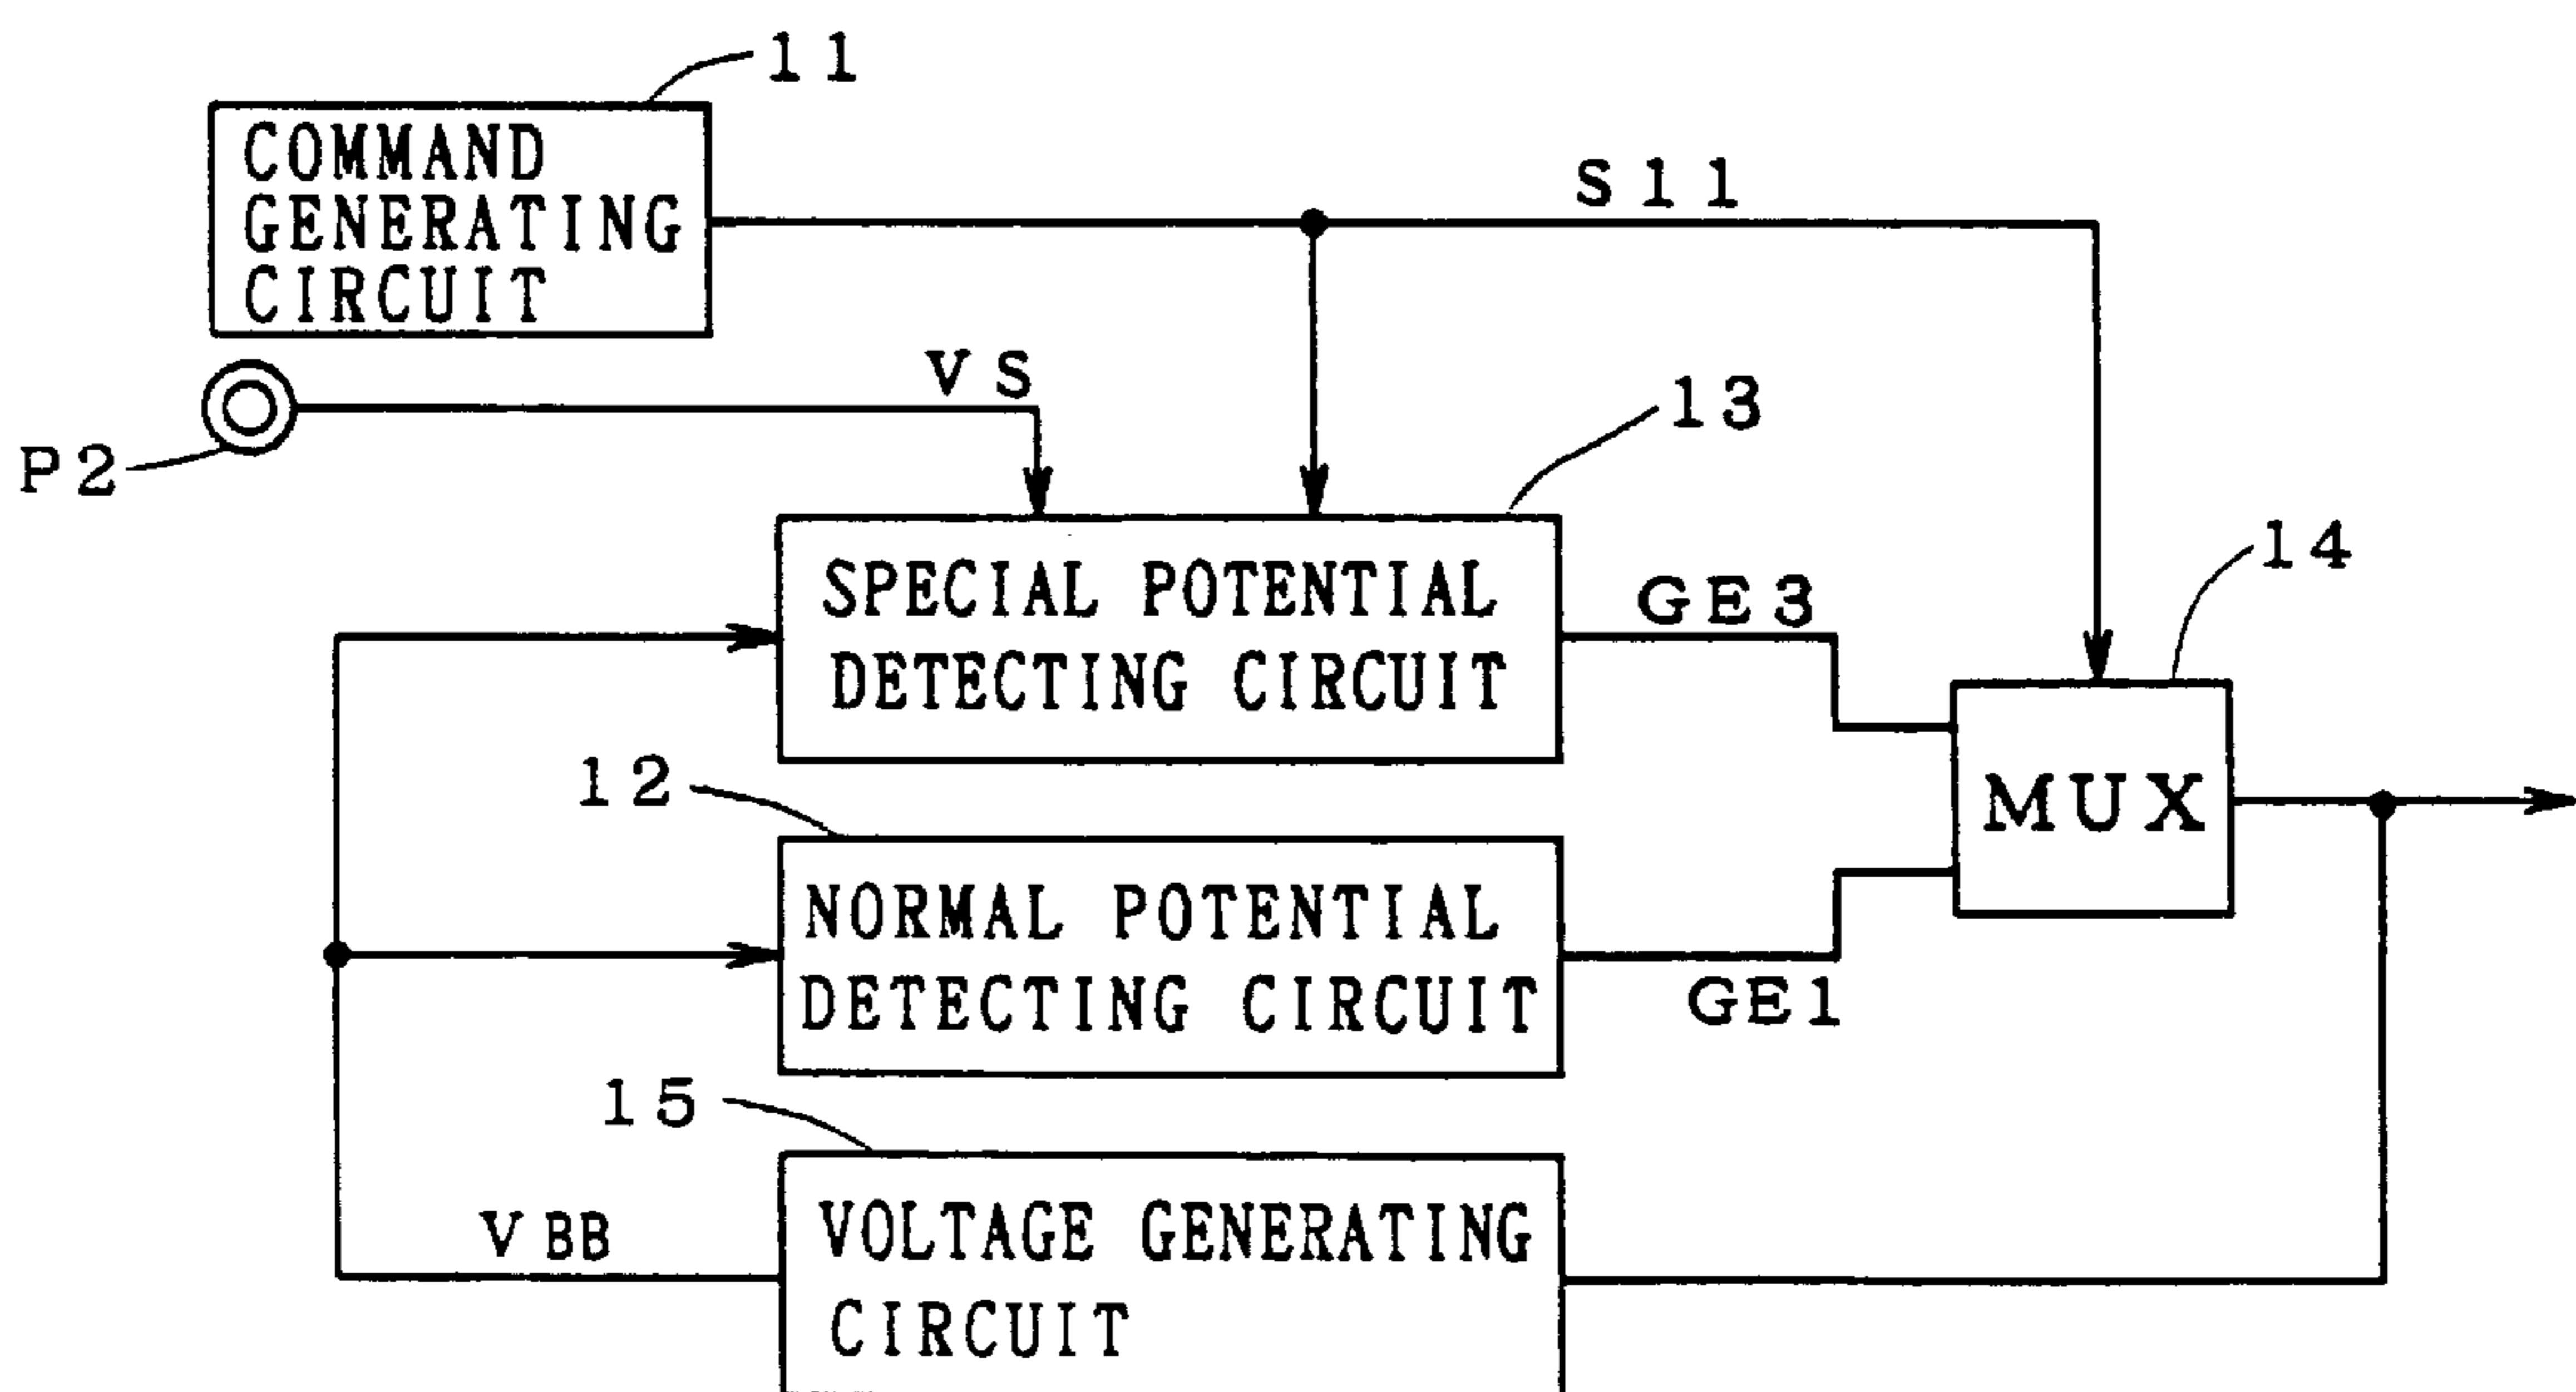 11
COMMAND
GENERATING
CIRCUIT
S11
VS
P2
13
14
SPECIAL POTENTIAL
DETECTING CIRCUIT
GE3
MUX
12
NORMAL POTENTIAL
DETECTING CIRCUIT
GE1
15
VOLTAGE GENERATING
CIRCUIT
VBB